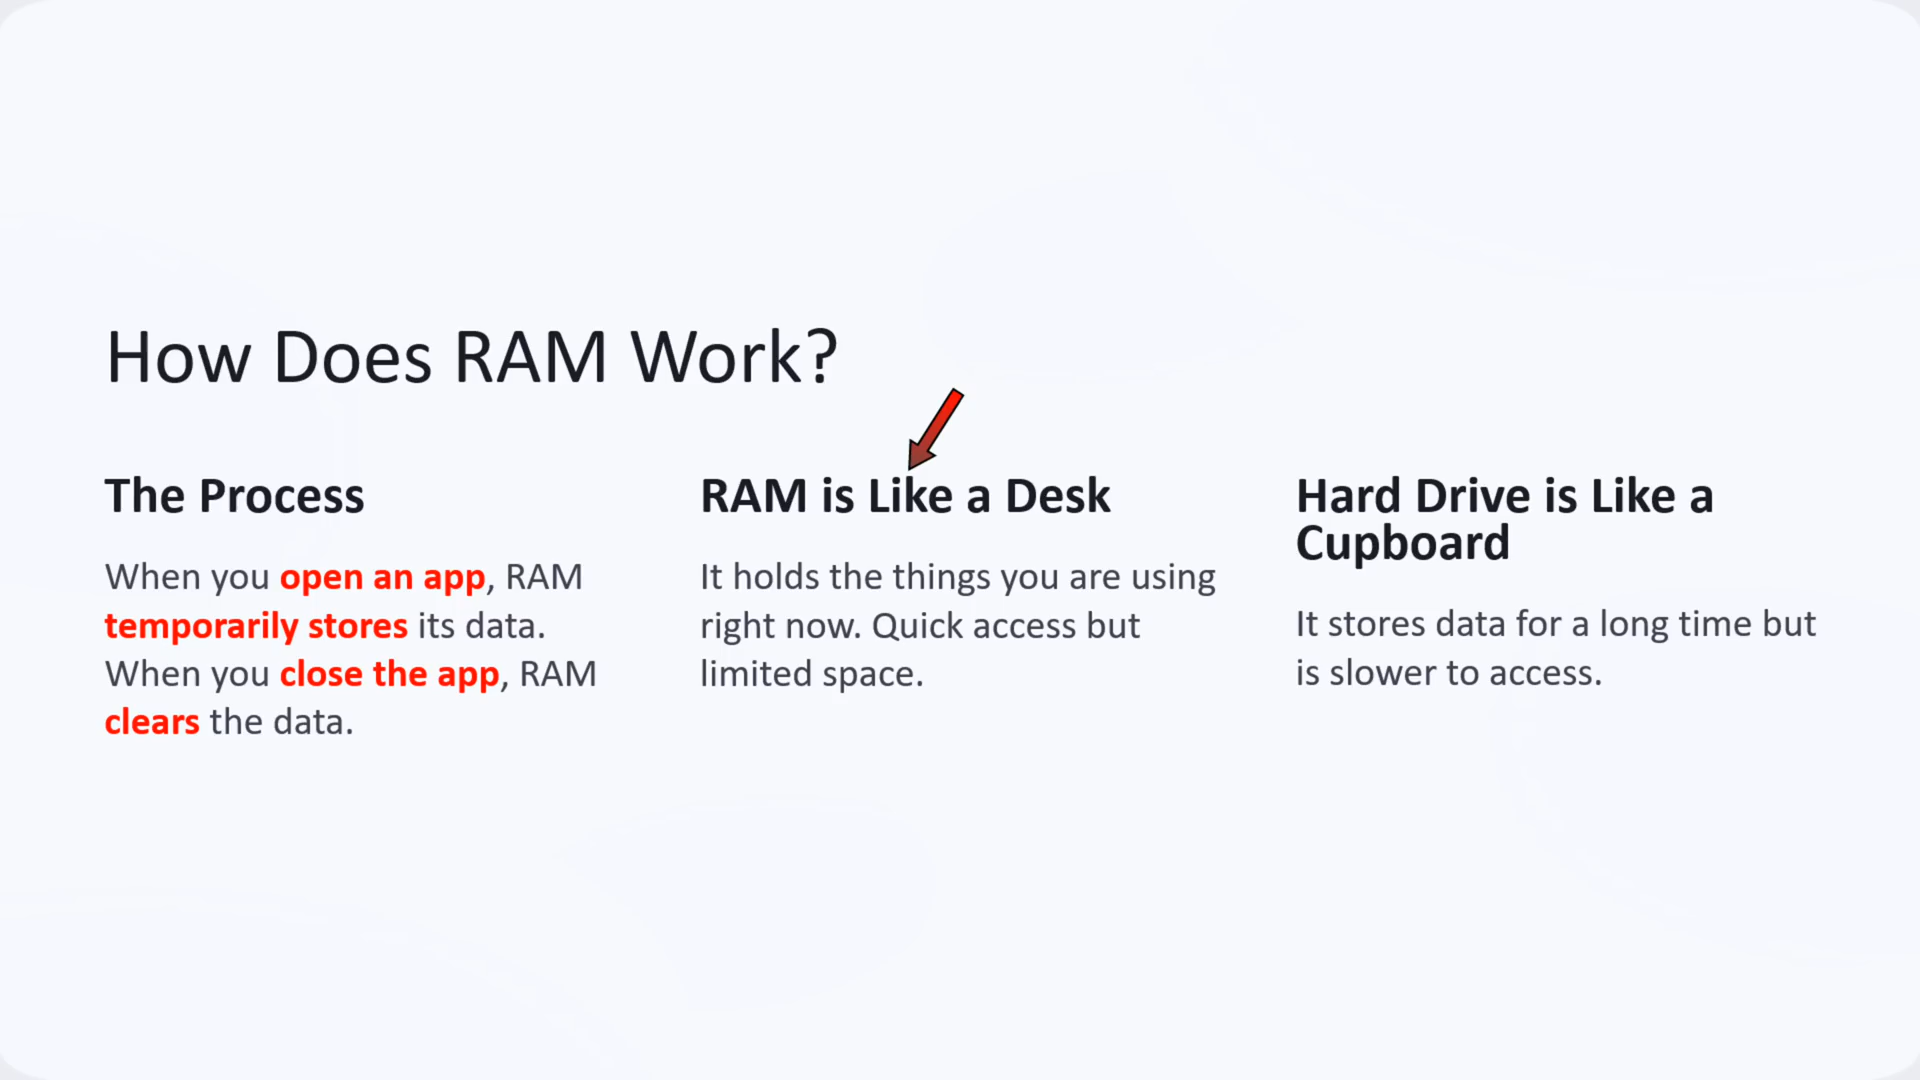 How Does RAM Work?
The Process
When you open an app, RAM
temporarily stores its data.
When you close the app, RAM
clears the data.
RAM is Like a Desk
It holds the things you are using
right now. Quick access but
limited space.
Hard Drive is Like a
Cupboard
It stores data for a long time but
is slower to access.